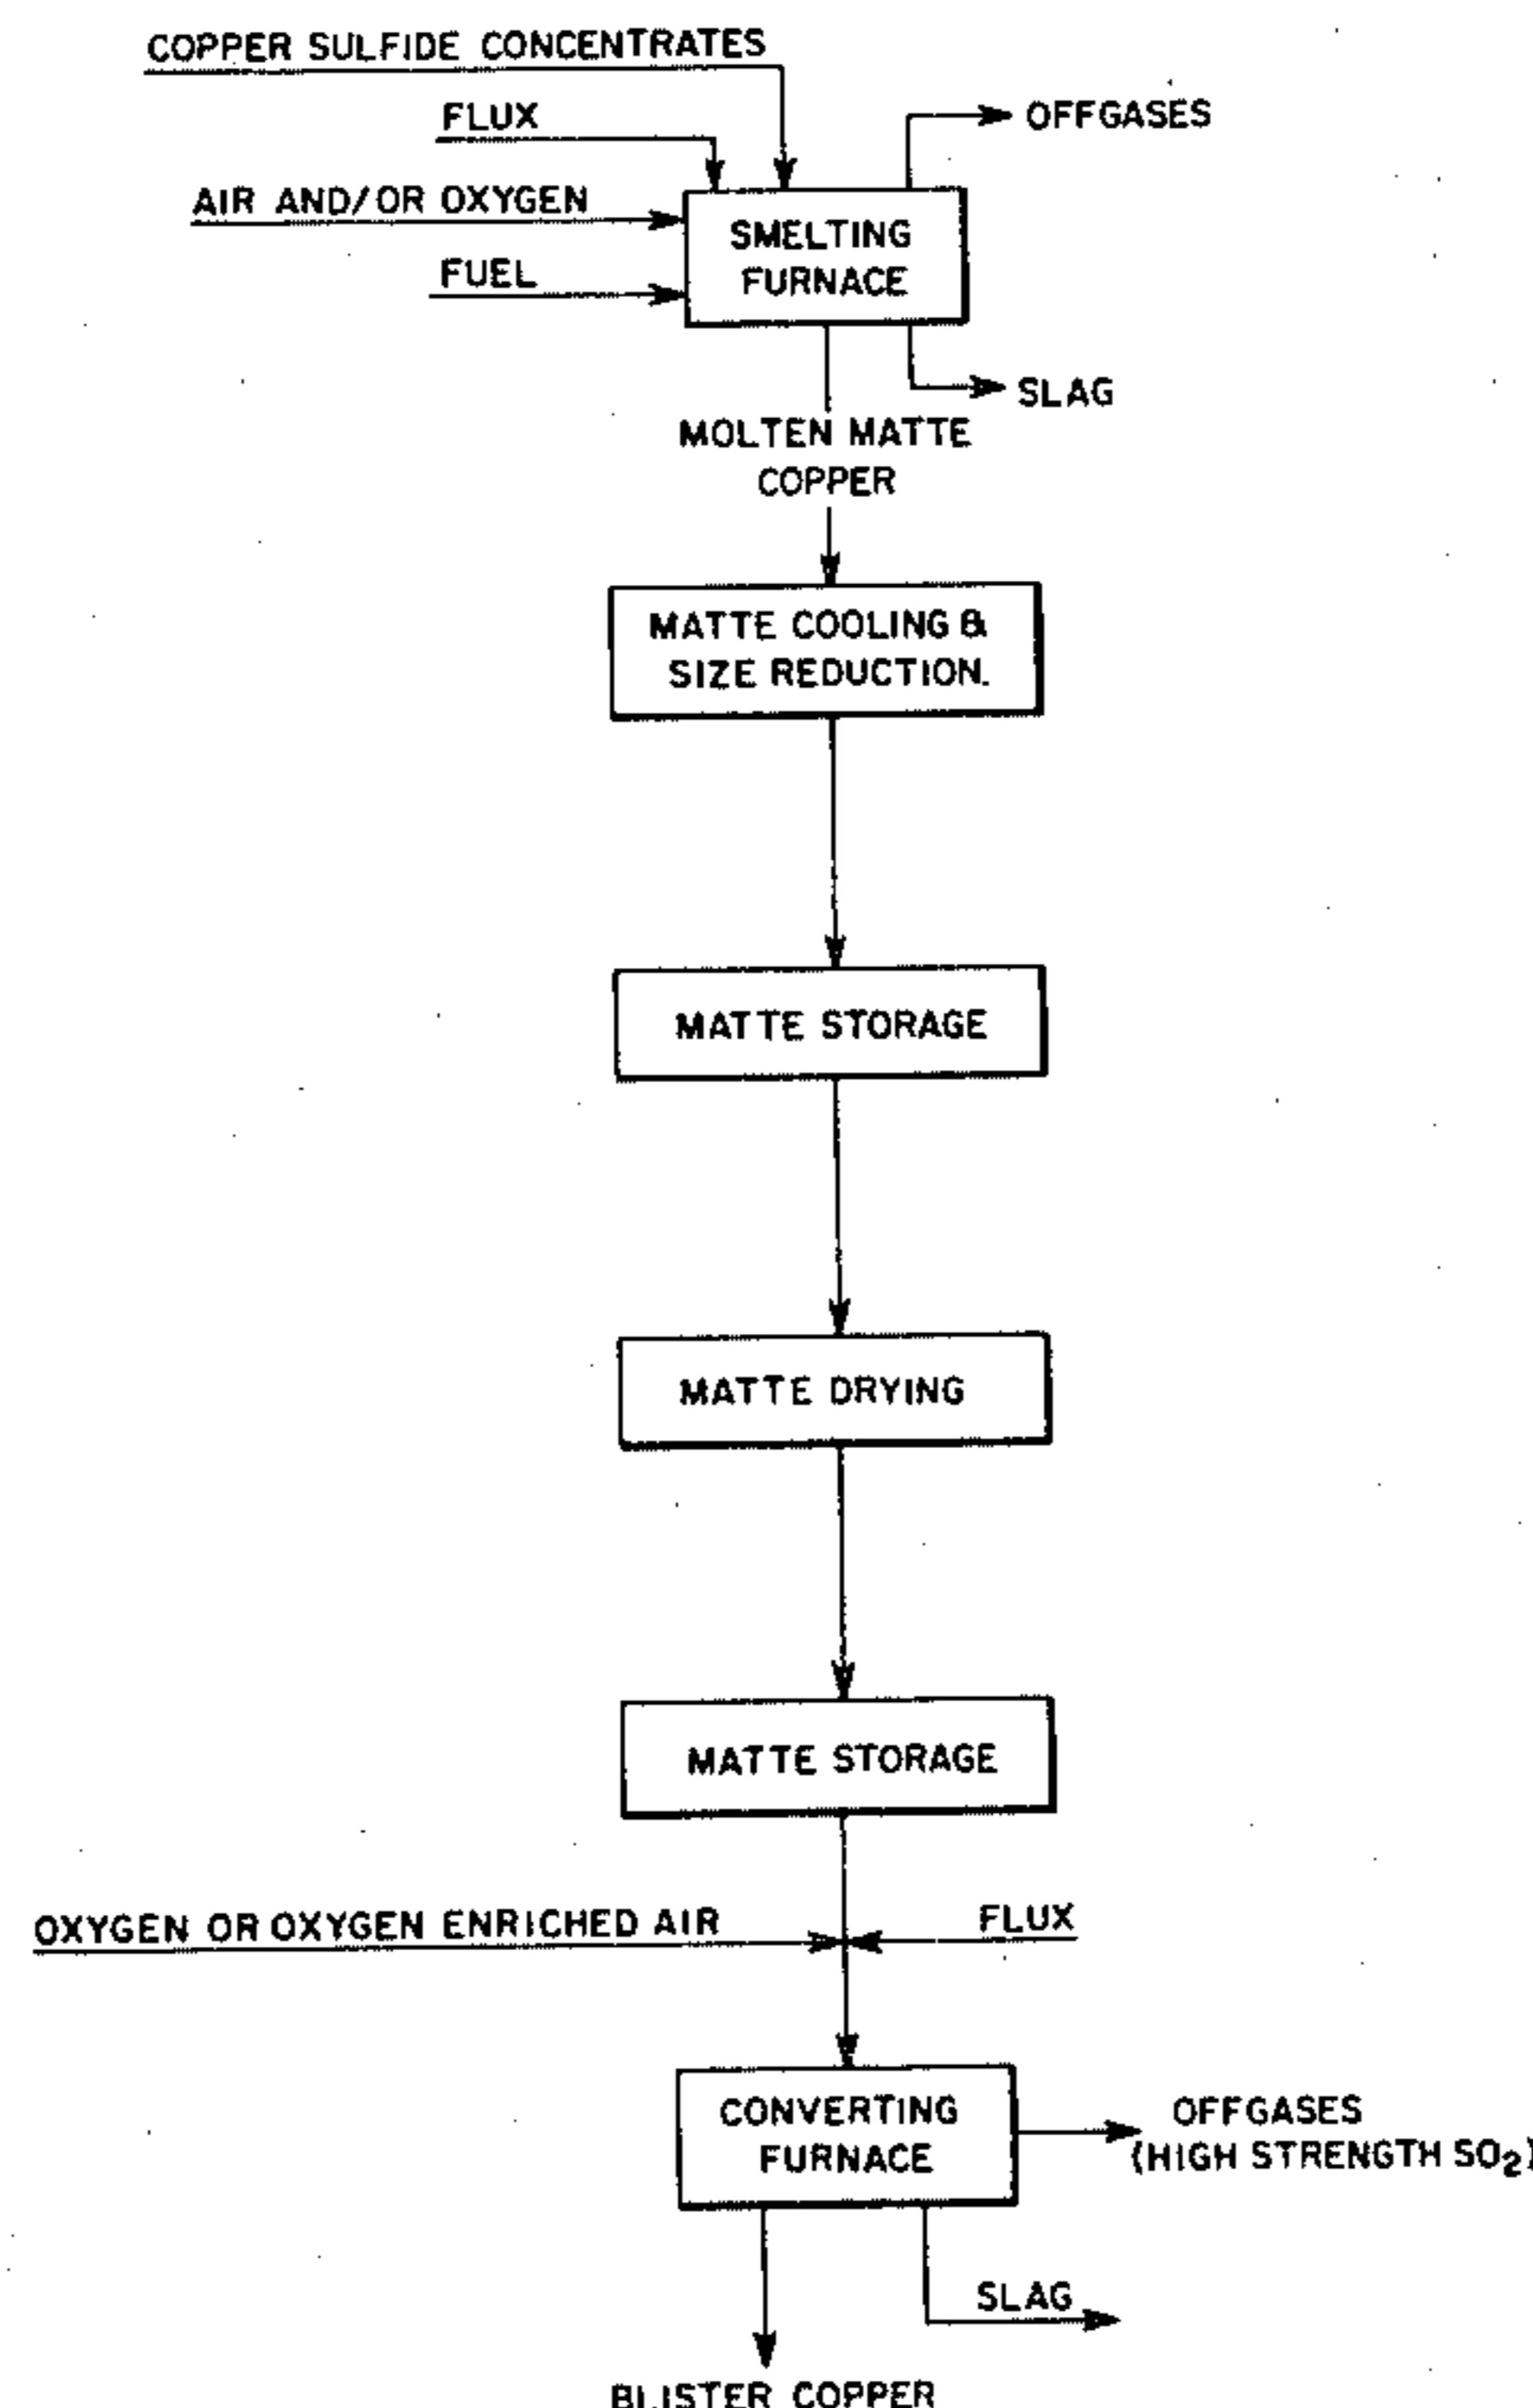 COPPER SULFIDE CONCENTRATES
FLUX
OFFGASES
AIR AND/OR OXYGEN
SMELTING
FURNACE
FUEL
SLAG
MOLTEN MATTE
COPPER
MATTE COOLING &
SIZE REDUCTION.
MATTE STORAGE
MATTE DRYING
MATTE STORAGE
OXYGEN OR OXYGEN ENRICHED AIR
FLUX
CONVERTING
FURNACE
OFFGASES
(HIGH STRENGTH SO₂)
SLAG
BLISTER COPPER